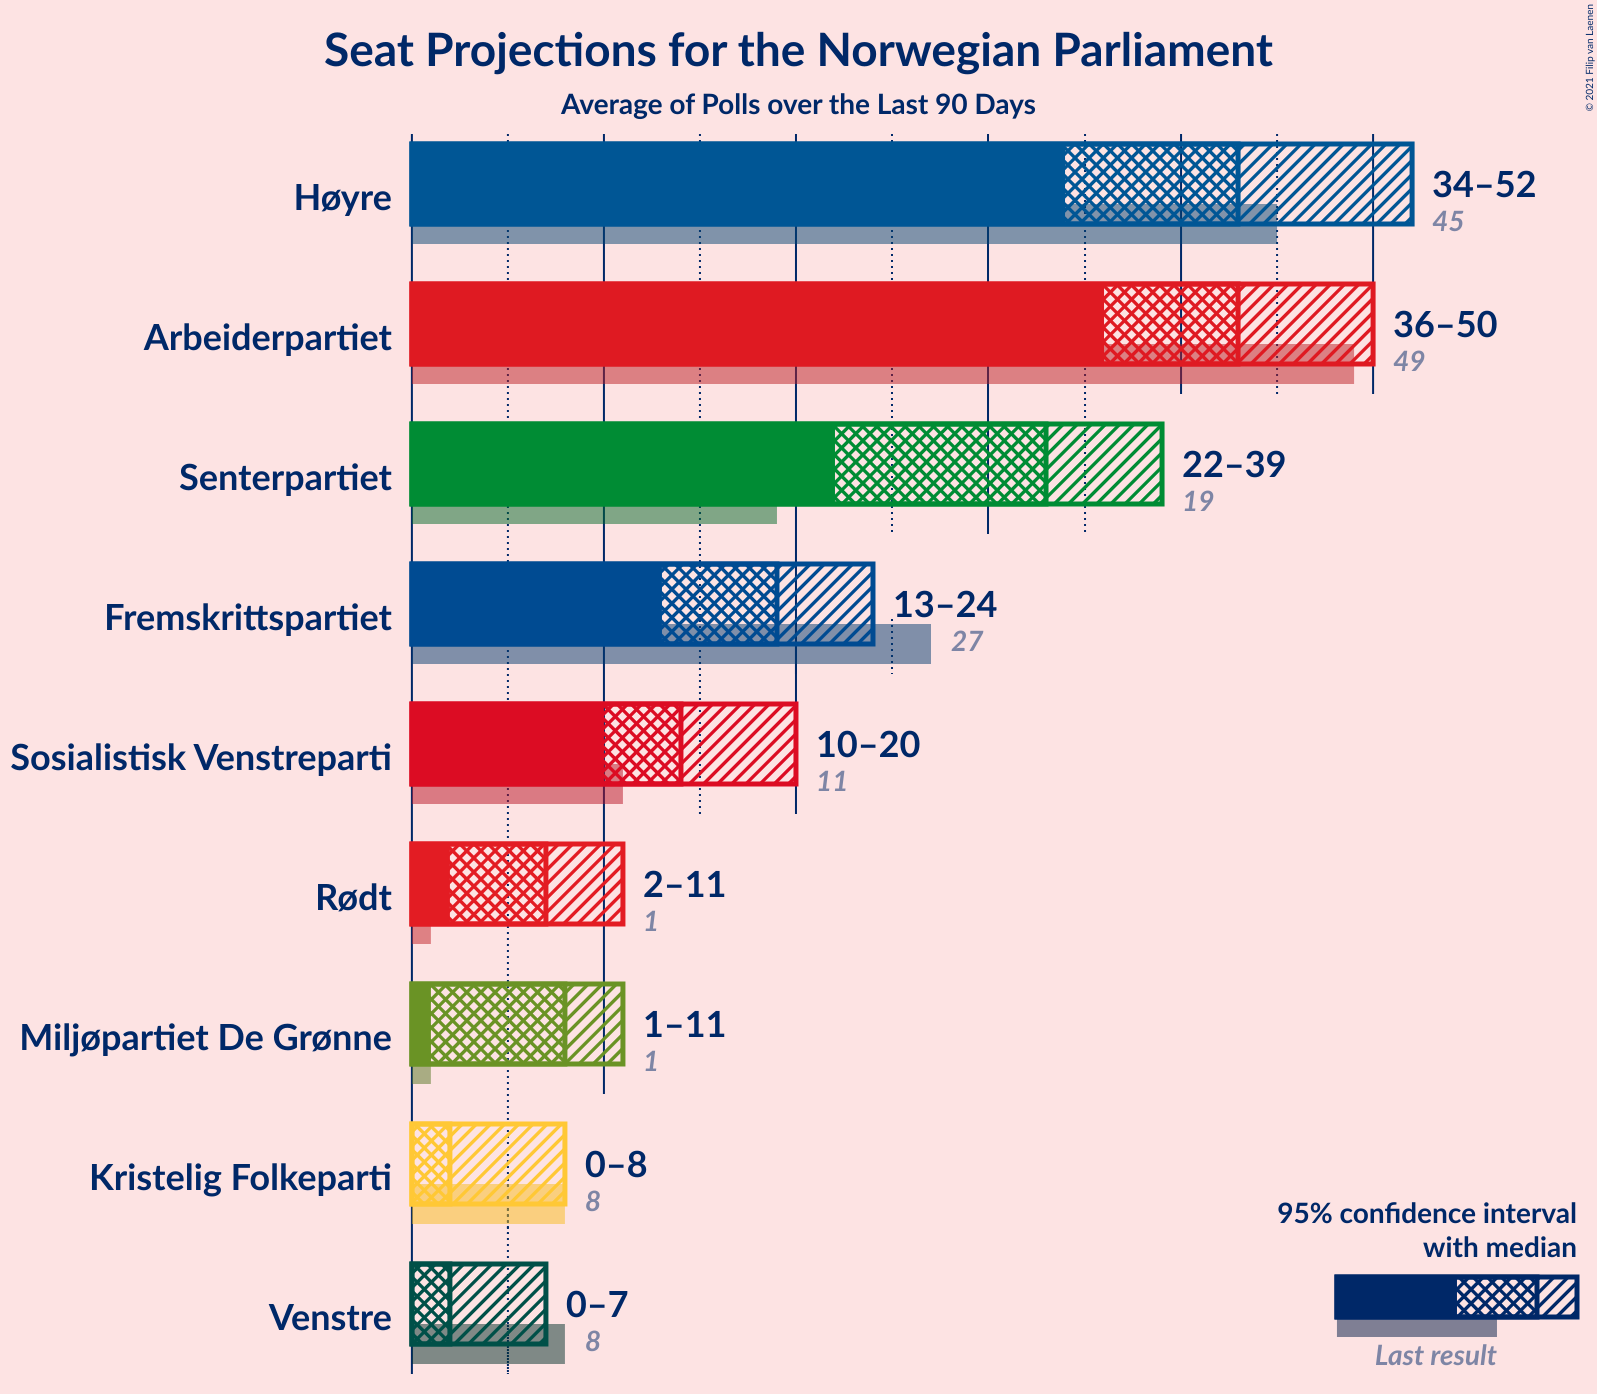 Seat Projections for the Norwegian Parliament
Average of Polls over the Last 90 Days
© 2021 Filip van Laenen
Høyre
34–52
45
Arbeiderpartiet
36–50
49
Senterpartiet
22–39
19
Fremskrittspartiet
13–24
27
Sosialistisk Venstreparti
10–20
11
Rødt
2–11
1
Miljøpartiet De Grønne
1–11
1
Kristelig Folkeparti
0–8
8
Venstre
0–7
8
95% confidence interval
with median
Last result